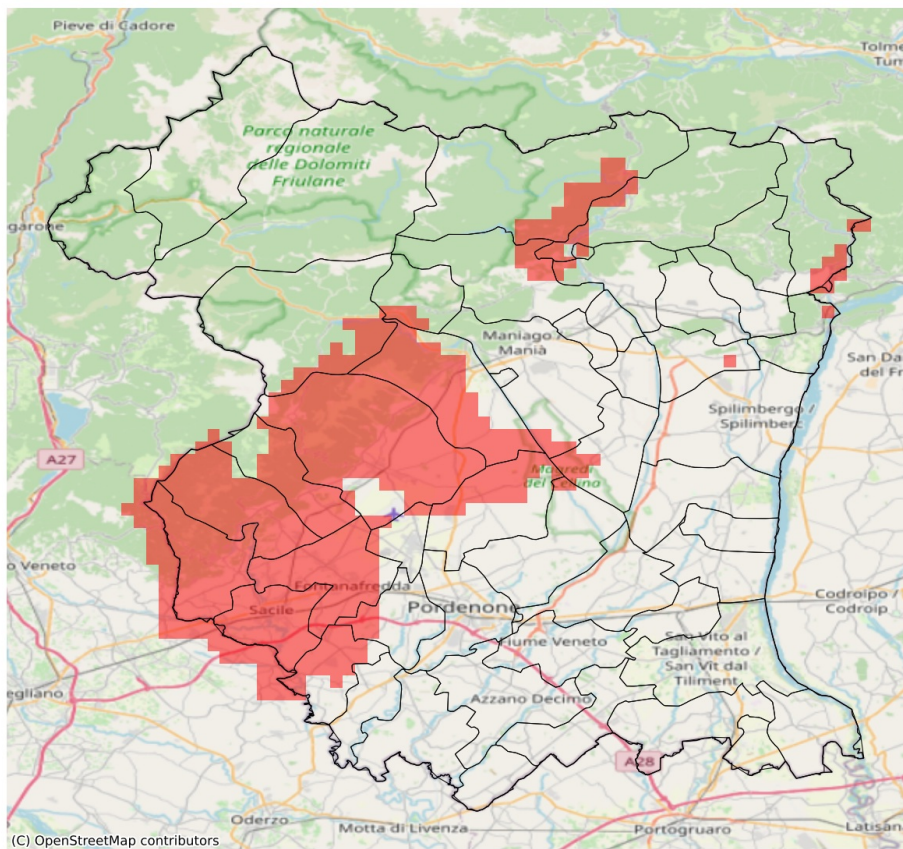 Pieve di Cadore
Tolme
Tum
Parco naturale
regionale
delle Dolomiti
Friulane
garone
Maniago /
Manià
San Da
del Fr
Spilimbergo /
Spilimberc
A27
Magredi
del Cellina
o Veneto
Fontanafredda
Sacile
Pordenone
Codroipo /
Codroip
Fiume Veneto
San Vito al
Tagliamento /
San Vît dal
Tiliment
egliano
Azzano Decimo
A28
Oderzo
Motta di Livenza
Portogruaro
Latisan
(C) OpenStreetMap contributors